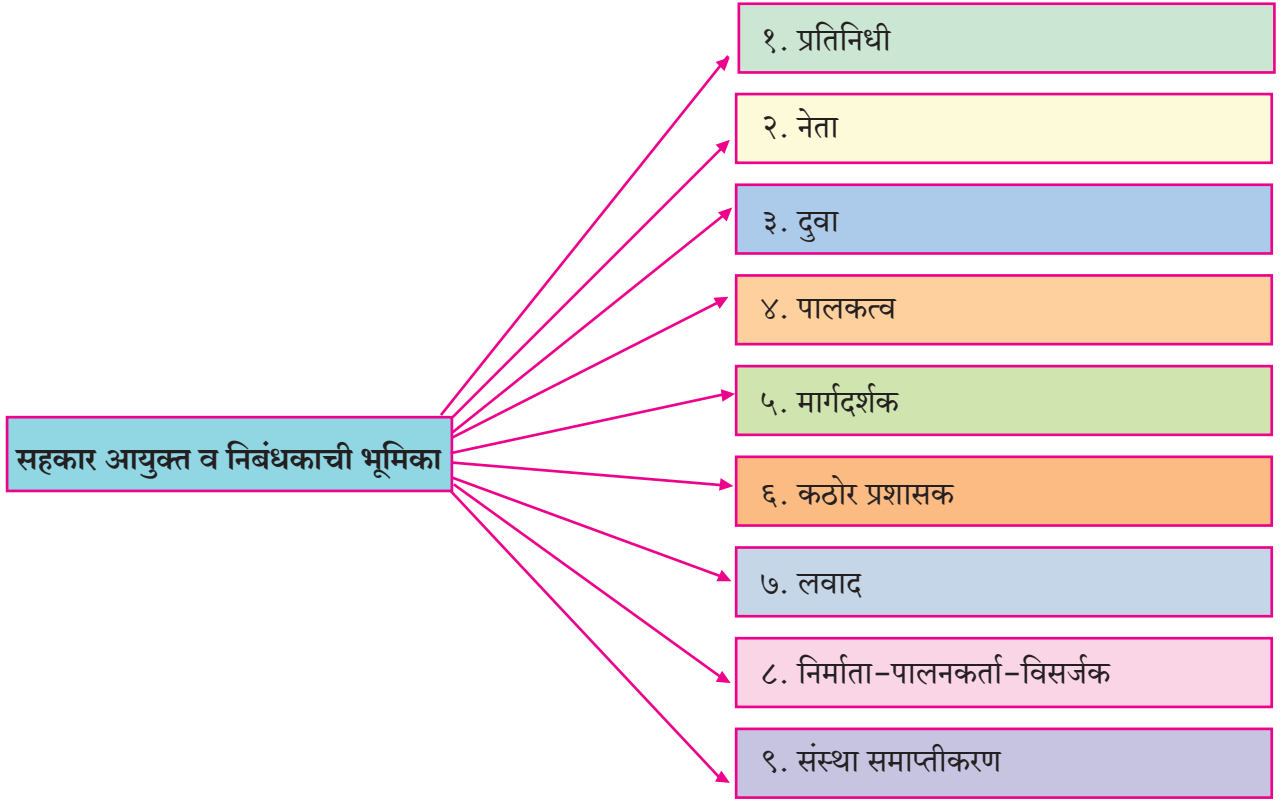 सहकार आयुक्त व निबंधकाची भूमिका
१. प्रतिनिधी
२. नेता
३. दुवा
४. पालकत्व
५. मार्गदर्शक
६. कठोर प्रशासक
७. लवाद
८. निर्माता-पालनकर्ता-विसर्जक
९. संस्था समाप्तीकरण